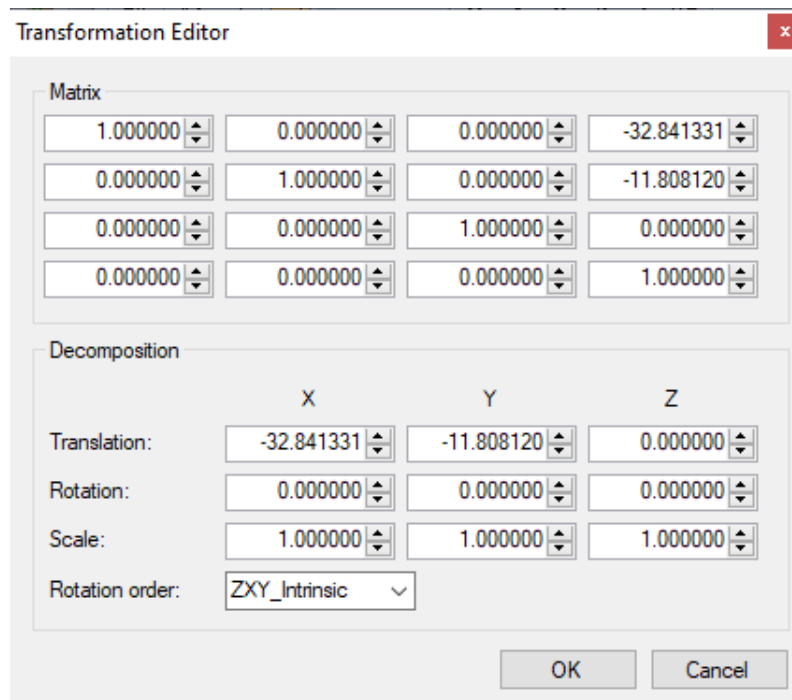 Transformation Editor x
Matrix
1.000000 0.000000 0.000000 -32.841331
0.000000 1.000000 0.000000 -11.808120
0.000000 0.000000 1.000000 0.000000
0.000000 0.000000 0.000000 1.000000
Decomposition
X Y Z
Translation: -32.841331 -11.808120 0.000000
Rotation: 0.000000 0.000000 0.000000
Scale: 1.000000 1.000000 1.000000
Rotation order: ZXY_Intrinsic
OK Cancel